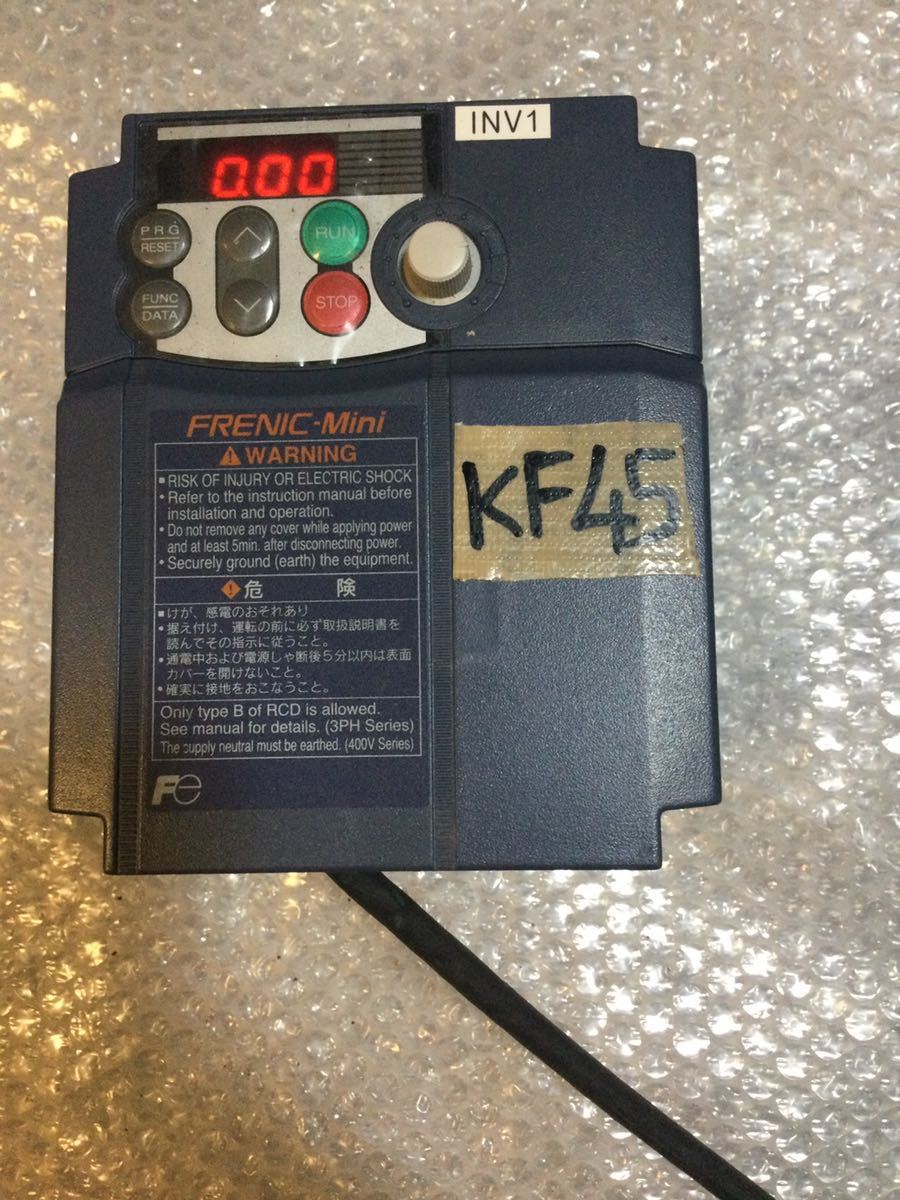 INV1
0.00
PRG
RESET
RUN
FUNC
DATA
STOP
FRENIC-Mini
WARNING
■RISK OF INJURY OR ELECTRIC SHOCK
•Refer to the instruction manual before
installation and operation.
•Do not remove any cover while applying power
and at least 5min. after disconnecting power.
•Securely ground (earth) the equipment.
KF45
危 険
■けが、感電のおそれあり
•据え付け、運転の前に必ず取扱説明書を
読んでその指示に従うこと。
•通電中および電源しゃ断後5分以内は表面
カバーを開けないこと。
•確実に接地をおこなうこと。
Only type B of RCD is allowed.
See manual for details. (3PH Series)
The supply neutral must be earthed. (400V Series)
Fe